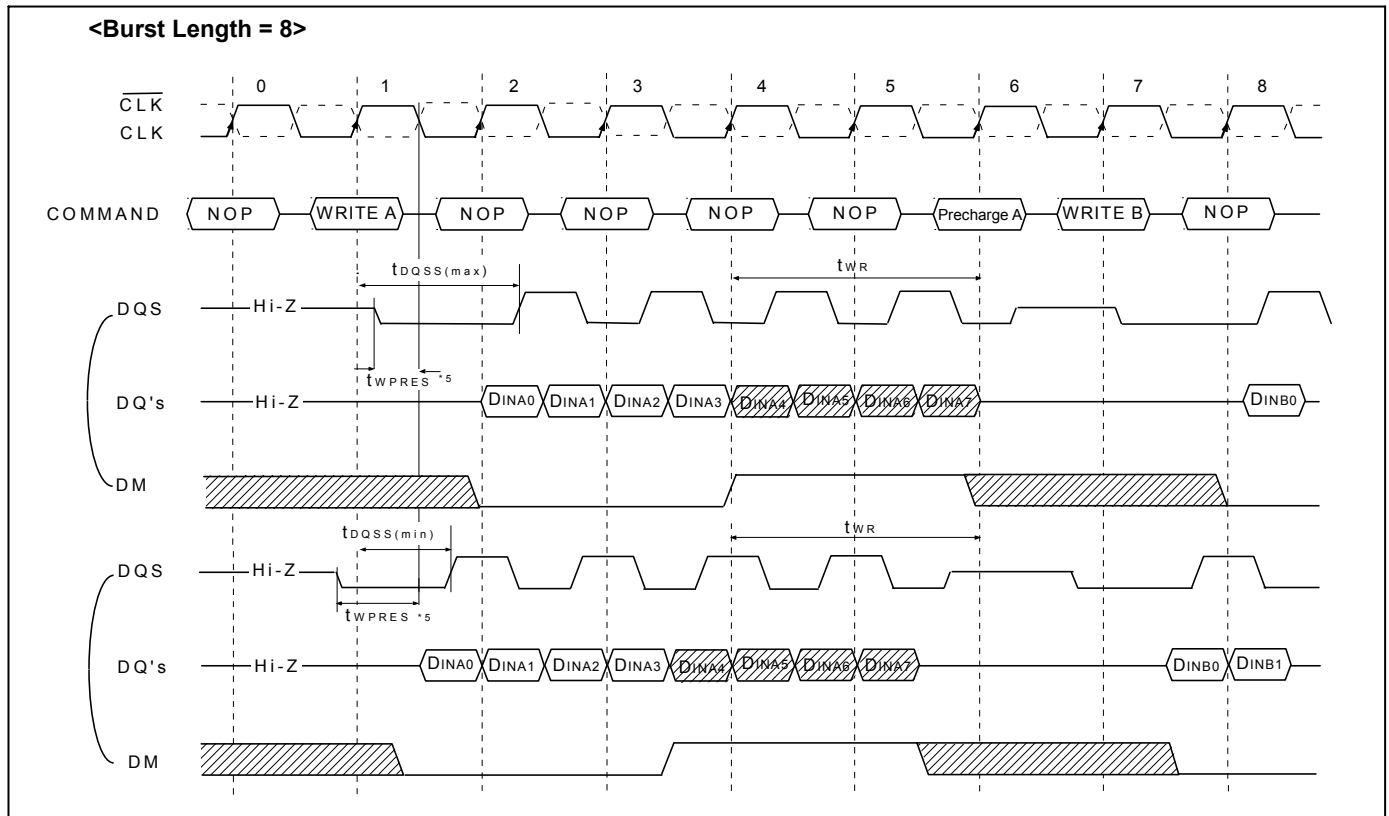 <Burst Length = 8>
0 1 2 3 4 5 6 7 8
CLK
CLK
COMMAND NOP WRITE A NOP NOP NOP NOP Precharge A WRITE B NOP
tDQSS(max) tWR
DQS Hi-Z
tWPRES *5
DQ's Hi-Z DINA0 DINA1 DINA2 DINA3 DINA4 DINA5 DINA6 DINA7 DINB0
DM
tDQSS(min) tWR
DQS Hi-Z
tWPRES *5
DQ's Hi-Z DINA0 DINA1 DINA2 DINA3 DINA4 DINA5 DINA6 DINA7 DINB0 DINB1
DM